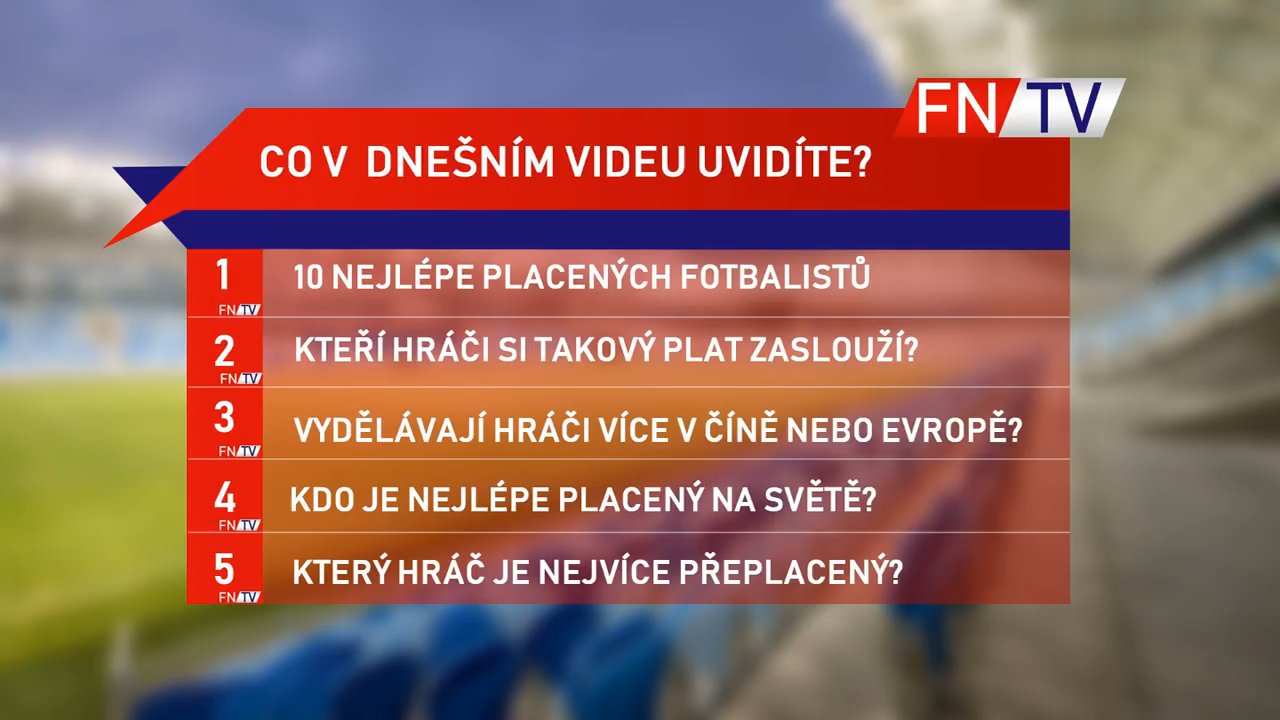 FN/TV
CO V DNEŠNÍM VIDEU UVIDÍTE?
1 10 NEJLÉPE PLACENÝCH FOTBALISTŮ
FN/TV
2 KTEŘÍ HRÁČI SI TAKOVÝ PLAT ZASLOUŽÍ?
FN/TV
3 VYDĚLÁVAJÍ HRÁČI VÍCE V ČÍNĚ NEBO EVROPĚ?
FN/TV
4 KDO JE NEJLÉPE PLACENÝ NA SVĚTĚ?
FN/TV
5 KTERÝ HRÁČ JE NEJVÍCE PŘEPLACENÝ?
FN/TV